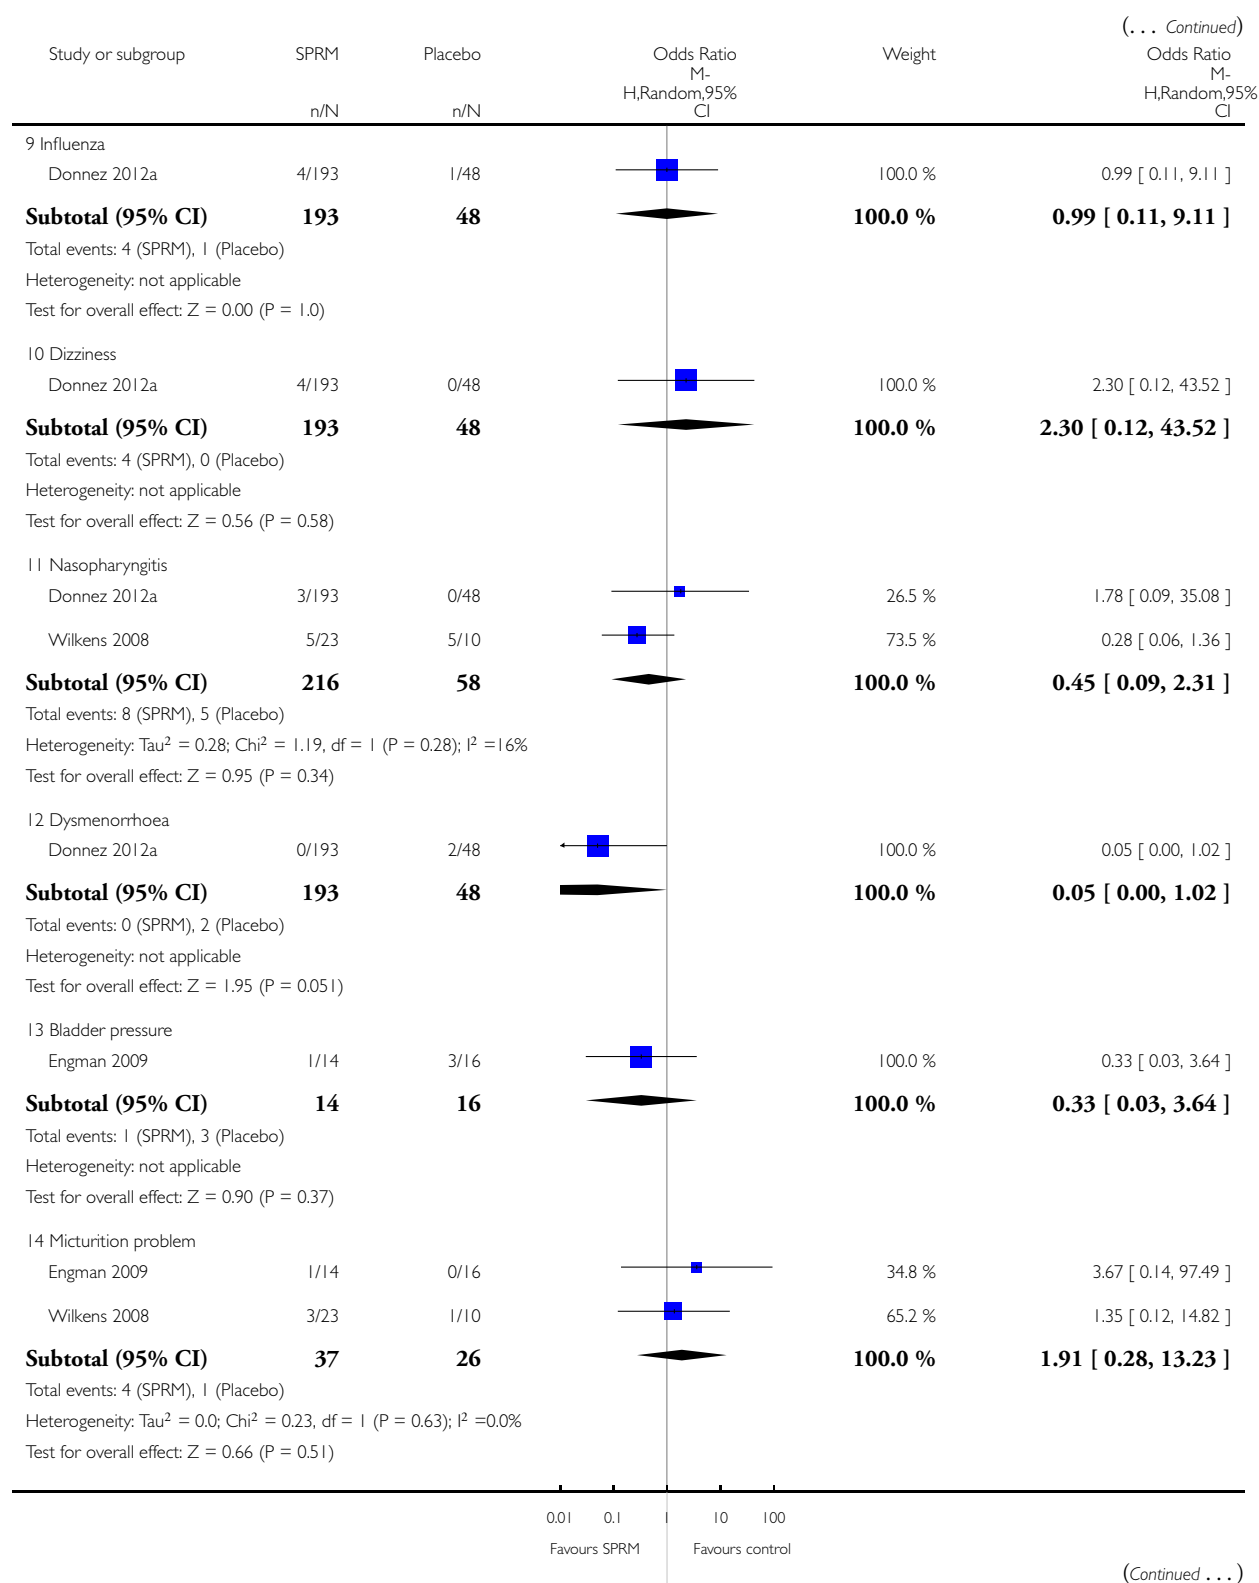 (... Continued)
Study or subgroup SPRM Placebo Odds Ratio Weight Odds Ratio
M- M-
H,Random,95% H,Random,95%
n/N n/N CI CI
9 Influenza
Donnez 2012a 4/193 1/48 100.0 % 0.99 [ 0.11, 9.11 ]
Subtotal (95% CI) 193 48 100.0 % 0.99 [ 0.11, 9.11 ]
Total events: 4 (SPRM), 1 (Placebo)
Heterogeneity: not applicable
Test for overall effect: Z = 0.00 (P = 1.0)
10 Dizziness
Donnez 2012a 4/193 0/48 100.0 % 2.30 [ 0.12, 43.52 ]
Subtotal (95% CI) 193 48 100.0 % 2.30 [ 0.12, 43.52 ]
Total events: 4 (SPRM), 0 (Placebo)
Heterogeneity: not applicable
Test for overall effect: Z = 0.56 (P = 0.58)
11 Nasopharyngitis
Donnez 2012a 3/193 0/48 26.5 % 1.78 [ 0.09, 35.08 ]
Wilkens 2008 5/23 5/10 73.5 % 0.28 [ 0.06, 1.36 ]
Subtotal (95% CI) 216 58 100.0 % 0.45 [ 0.09, 2.31 ]
Total events: 8 (SPRM), 5 (Placebo)
Heterogeneity: Tau² = 0.28; Chi² = 1.19, df = 1 (P = 0.28); I² =16%
Test for overall effect: Z = 0.95 (P = 0.34)
12 Dysmenorrhoea
Donnez 2012a 0/193 2/48 100.0 % 0.05 [ 0.00, 1.02 ]
Subtotal (95% CI) 193 48 100.0 % 0.05 [ 0.00, 1.02 ]
Total events: 0 (SPRM), 2 (Placebo)
Heterogeneity: not applicable
Test for overall effect: Z = 1.95 (P = 0.051)
13 Bladder pressure
Engman 2009 1/14 3/16 100.0 % 0.33 [ 0.03, 3.64 ]
Subtotal (95% CI) 14 16 100.0 % 0.33 [ 0.03, 3.64 ]
Total events: 1 (SPRM), 3 (Placebo)
Heterogeneity: not applicable
Test for overall effect: Z = 0.90 (P = 0.37)
14 Micturition problem
Engman 2009 1/14 0/16 34.8 % 3.67 [ 0.14, 97.49 ]
Wilkens 2008 3/23 1/10 65.2 % 1.35 [ 0.12, 14.82 ]
Subtotal (95% CI) 37 26 100.0 % 1.91 [ 0.28, 13.23 ]
Total events: 4 (SPRM), 1 (Placebo)
Heterogeneity: Tau² = 0.0; Chi² = 0.23, df = 1 (P = 0.63); I² =0.0%
Test for overall effect: Z = 0.66 (P = 0.51)
0.01 0.1 1 10 100
Favours SPRM Favours control
(Continued ...)